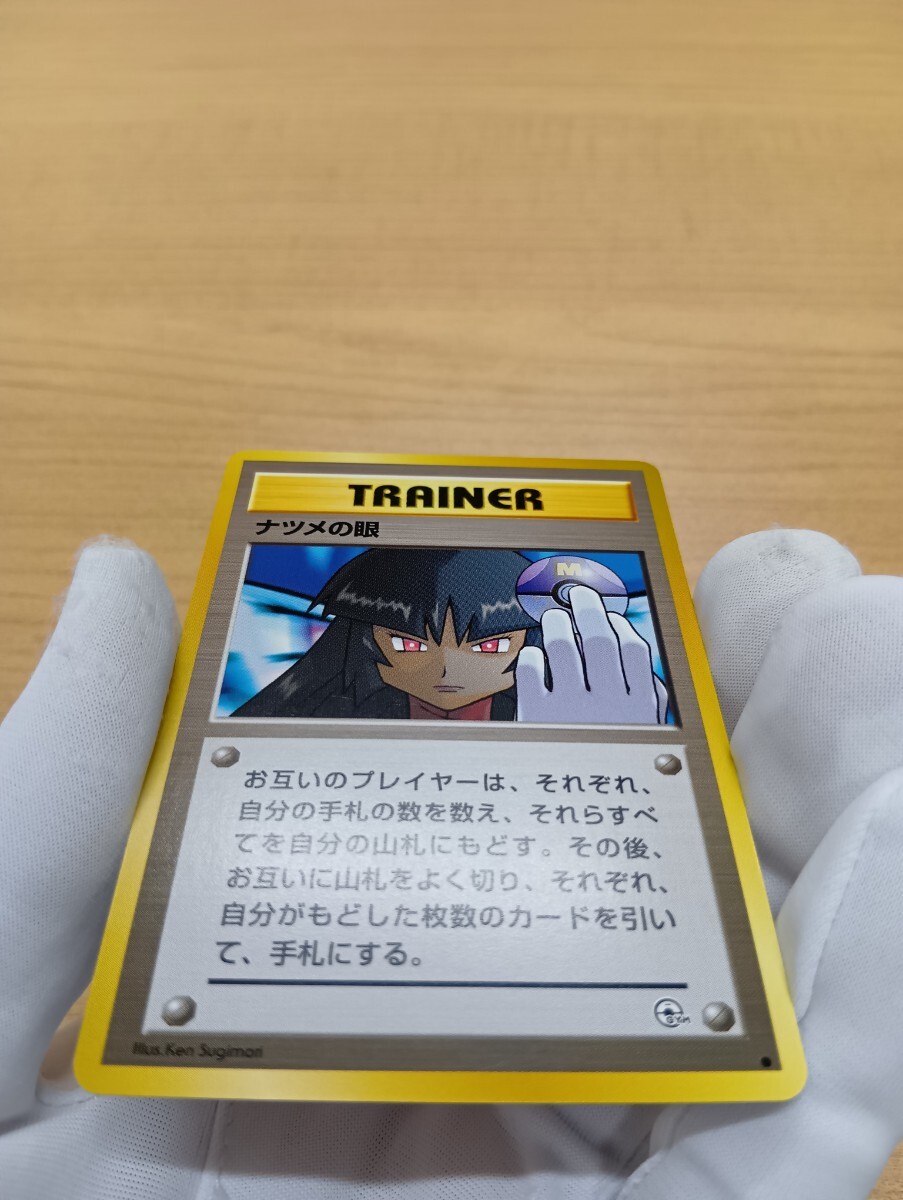 TRAINER
ナツメの眼
M
お互いのプレイヤーは、それぞれ、
自分の手札の数を数え、それらすべ
てを自分の山札にもどす。その後、
お互いに山札をよく切り、それぞれ、
自分がもどした枚数のカードを引い
て、手札にする。
GYM
Illus.Ken Sugimori